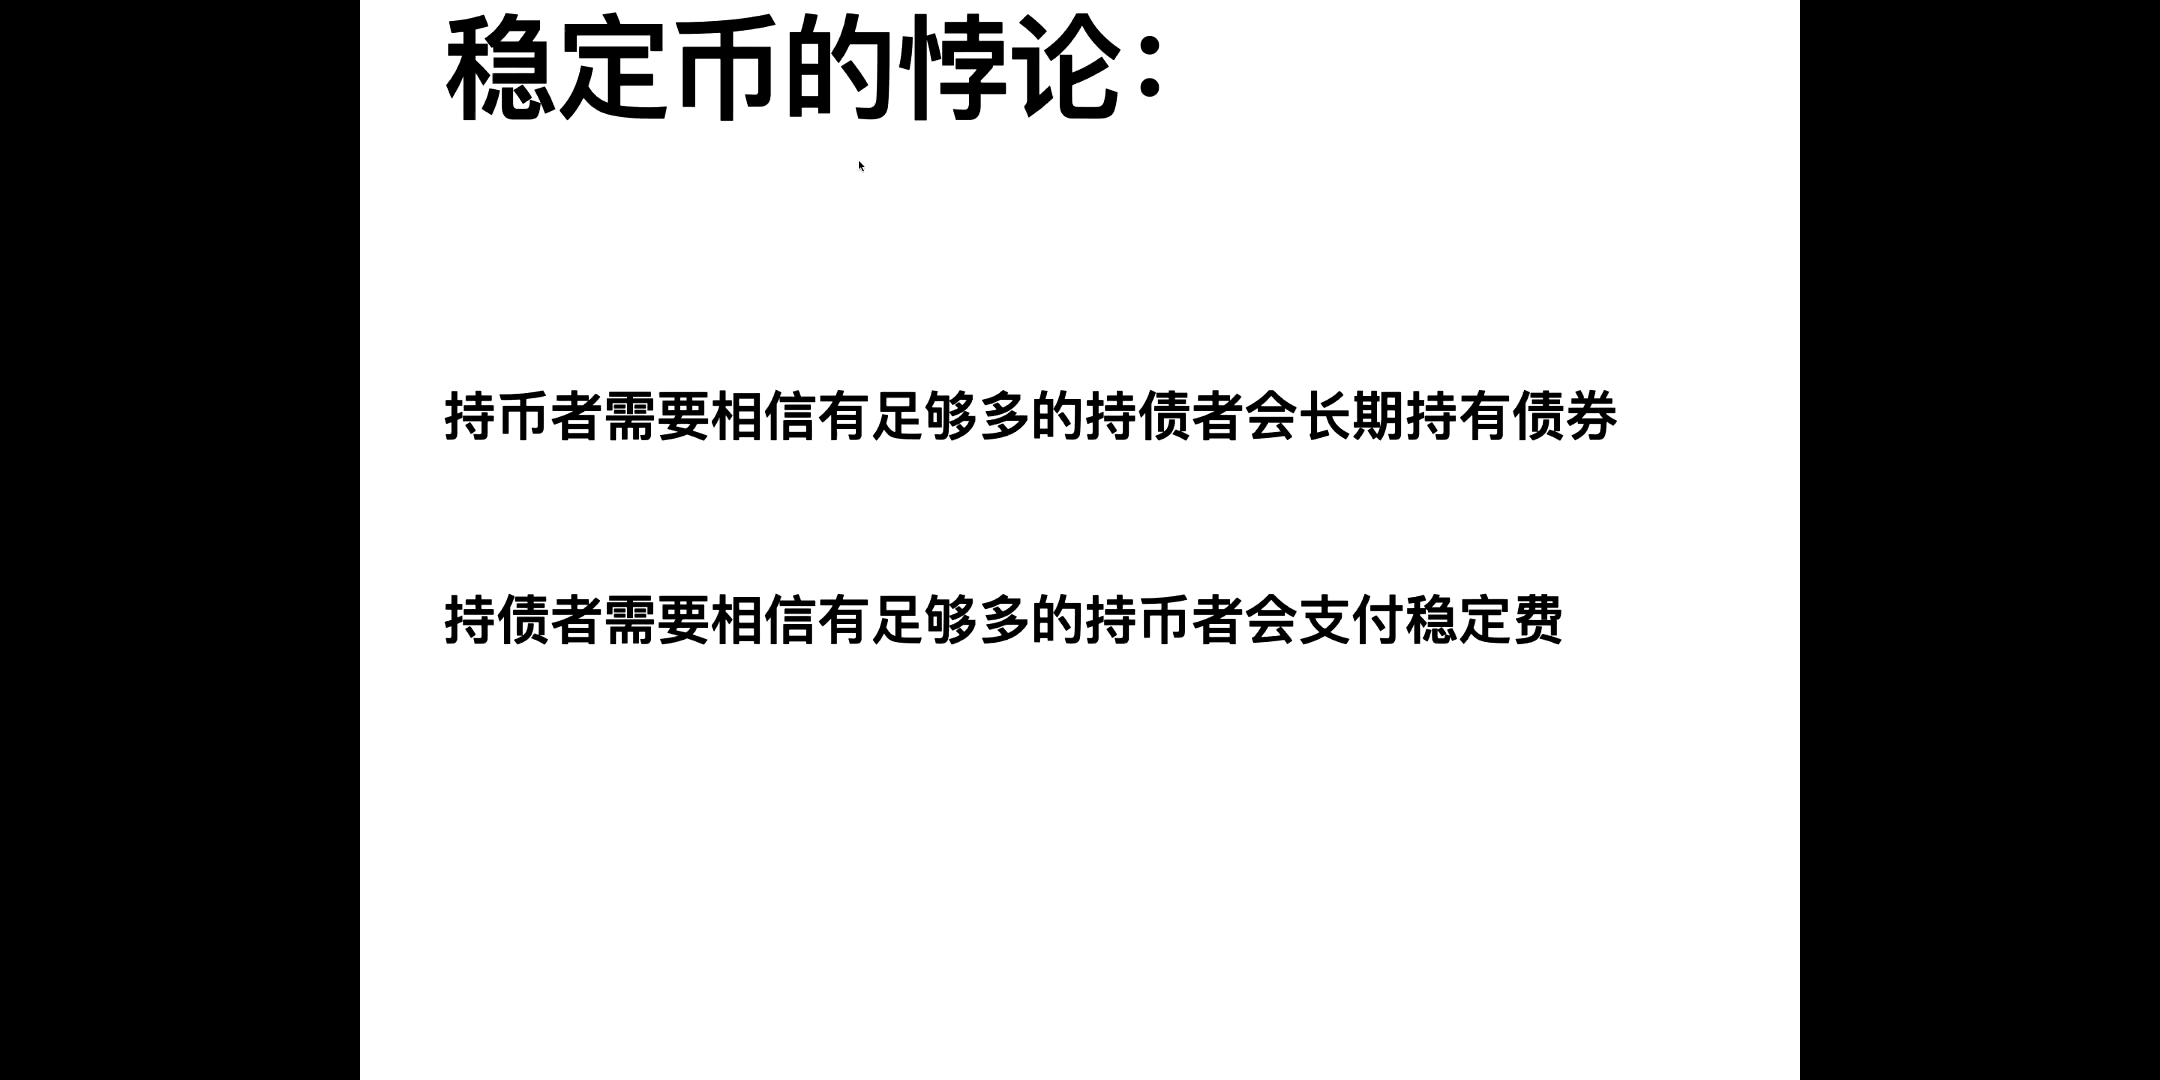 稳定币的悖论：
持币者需要相信有足够多的持债者会长期持有债券
持债者需要相信有足够多的持币者会支付稳定费